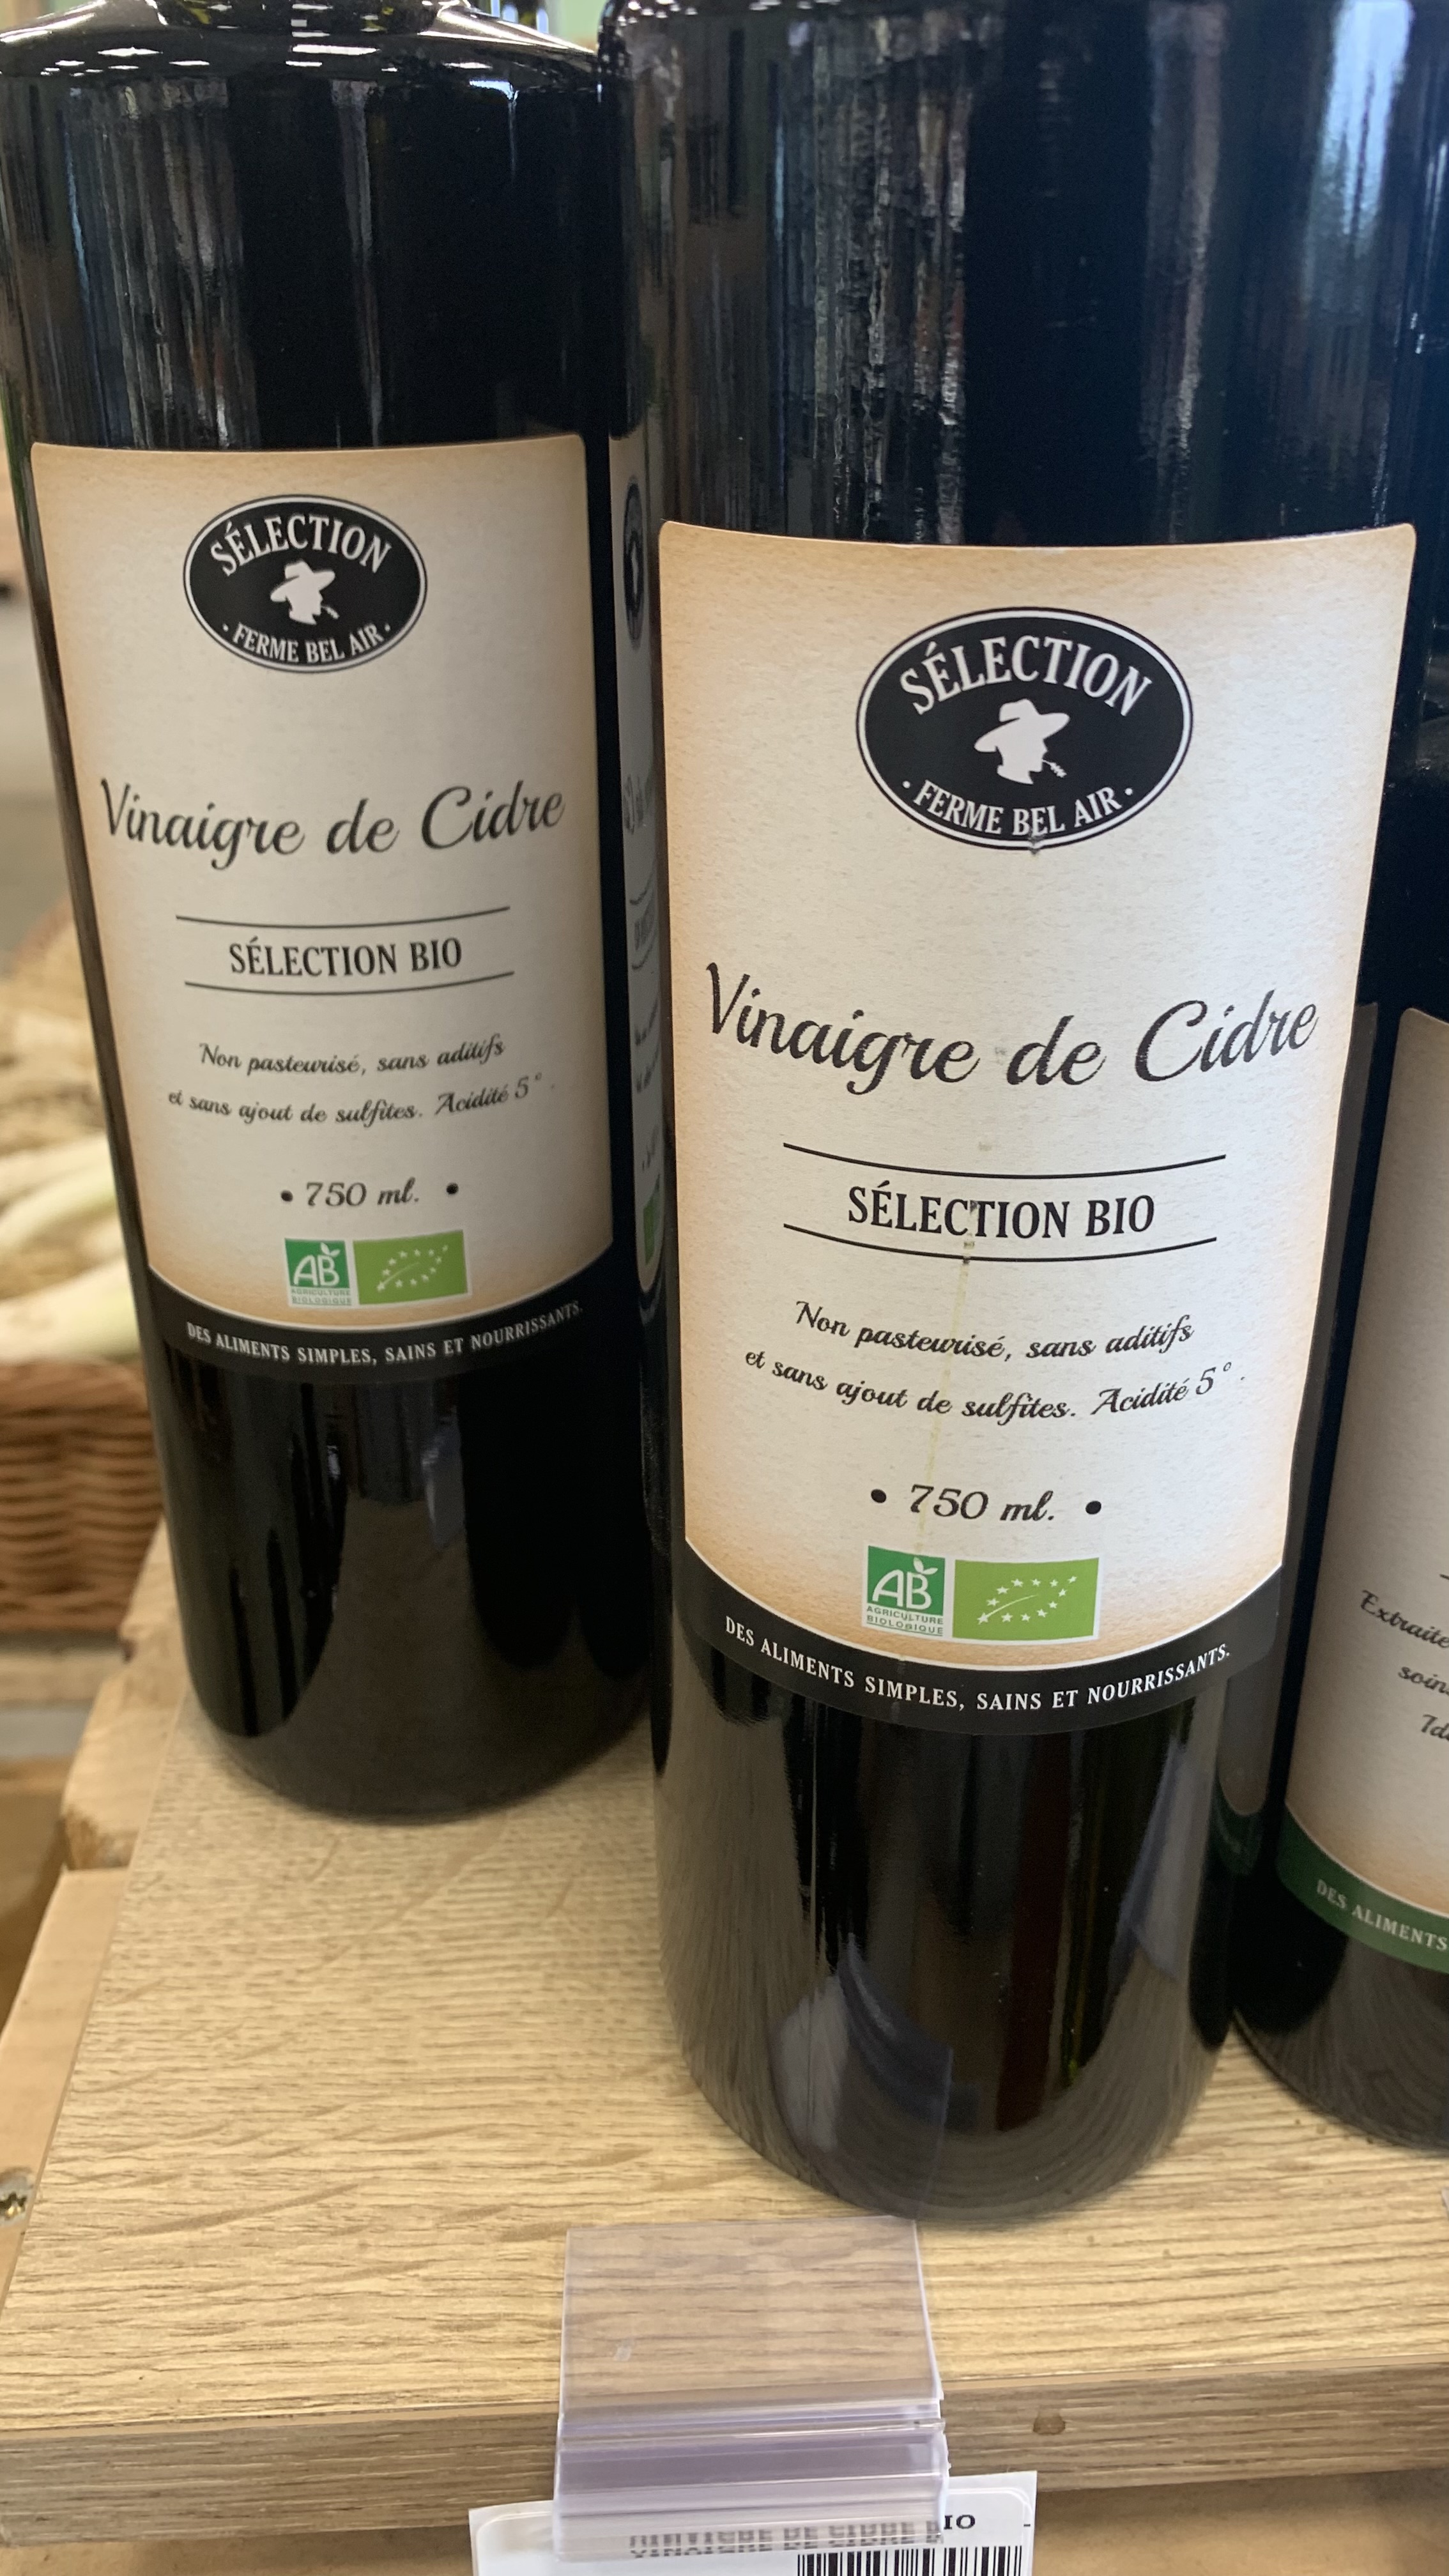 SÉLECTION
· FERME BEL AIR ·
Vinaigre de Cidre
SÉLECTION BIO
Non pasteurisé, sans aditifs
et sans ajout de sulfites. Acidité 5°.
• 750 ml. •
AB
AGRICULTURE
BIOLOGIQUE
DES ALIMENTS SIMPLES, SAINS ET NOURRISSANTS.
SÉLECTION
· FERME BEL AIR ·
Vinaigre de Cidre
SÉLECTION BIO
Non pasteurisé, sans aditifs
et sans ajout de sulfites. Acidité 5°.
• 750 ml. •
AB
AGRICULTURE
BIOLOGIQUE
DES ALIMENTS SIMPLES, SAINS ET NOURRISSANTS.
Extraite
DES ALIMENTS